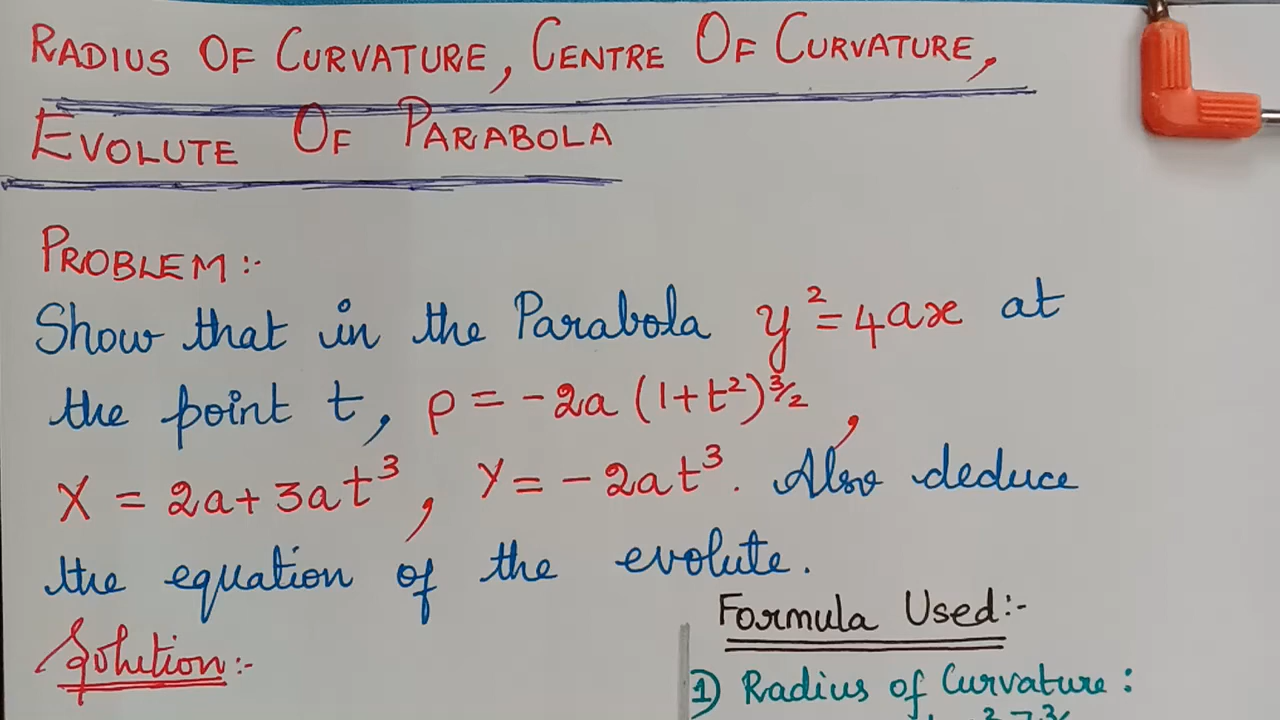 RADIUS OF CURVATURE, CENTRE OF CURVATURE,
EVOLUTE OF PARABOLA
PROBLEM:-
Show that in the Parabola y² = 4ax at
the point t, ρ = -2a (1+t²)^3/2,
X = 2a+3at³, Y = -2at³. Also deduce
the equation of the evolute.
Formula Used:-
Solution:-
1) Radius of Curvature: